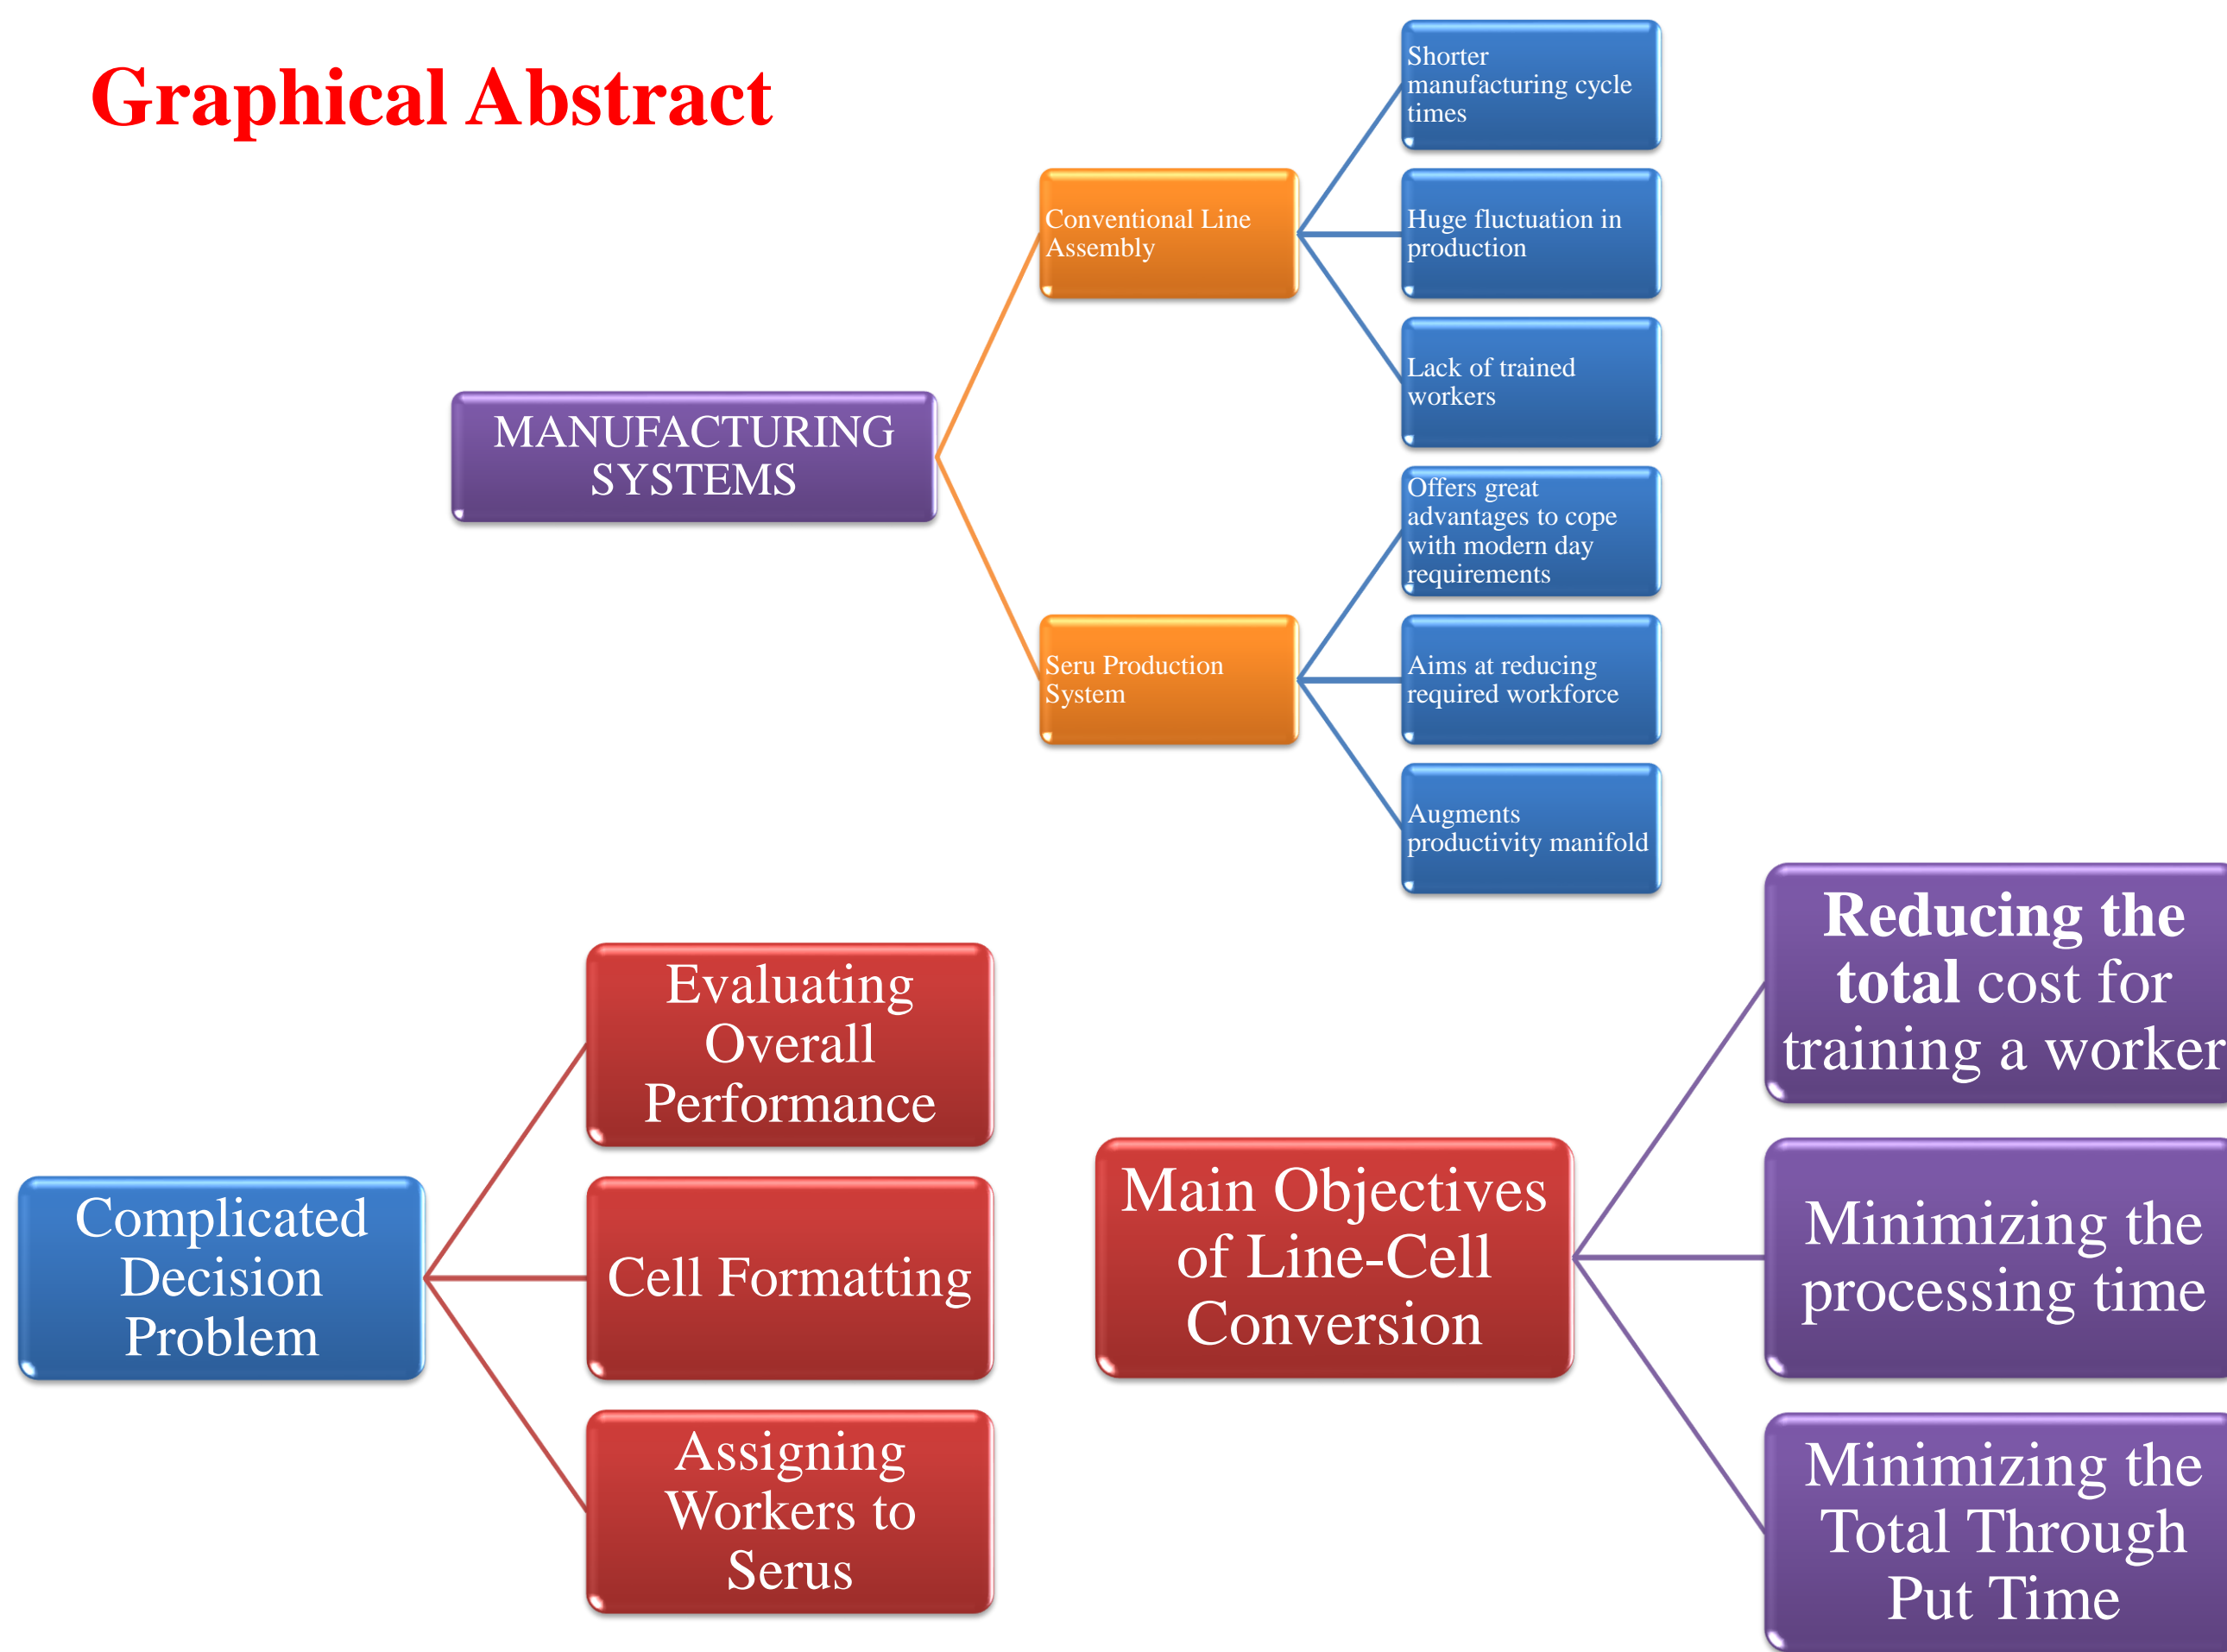 Graphical Abstract
MANUFACTURING
SYSTEMS
Conventional Line
Assembly
Shorter
manufacturing cycle
times
Huge fluctuation in
production
Lack of trained
workers
Seru Production
System
Offers great
advantages to cope
with modern day
requirements
Aims at reducing
required workforce
Augments
productivity manifold
Complicated
Decision
Problem
Evaluating
Overall
Performance
Cell Formatting
Assigning
Workers to
Serus
Main Objectives
of Line-Cell
Conversion
Reducing the
total cost for
training a worker
Minimizing the
processing time
Minimizing the
Total Through
Put Time